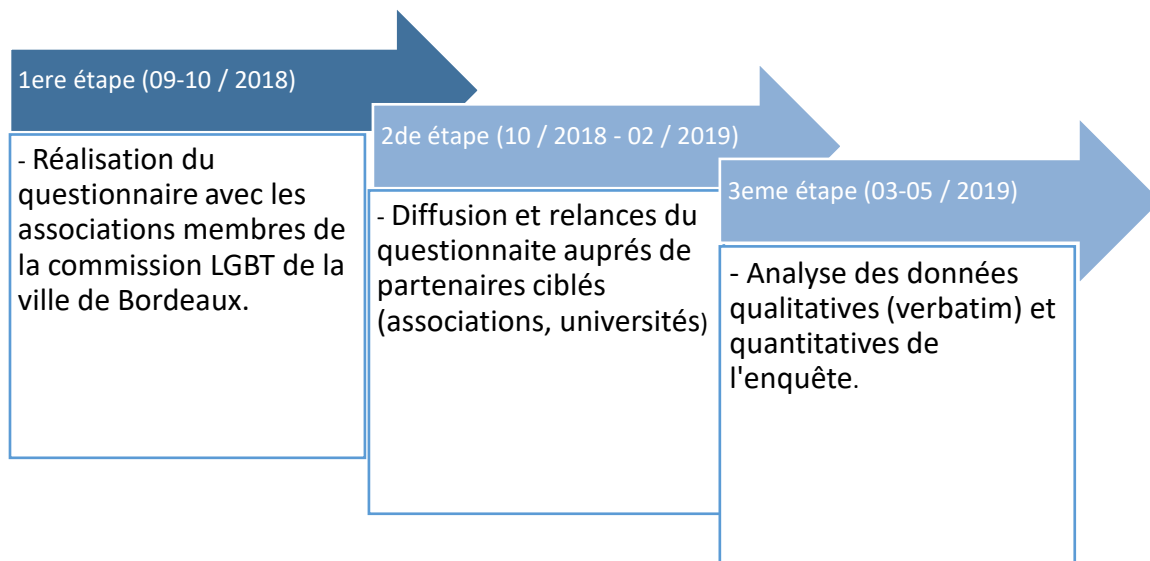 1ere étape (09-10 / 2018)
- Réalisation du
questionnaire avec les
associations membres de
la commission LGBT de la
ville de Bordeaux.
2de étape (10 / 2018 - 02 / 2019)
- Diffusion et relances du
questionnaite auprés de
partenaires ciblés
(associations, universités)
3eme étape (03-05 / 2019)
- Analyse des données
qualitatives (verbatim) et
quantitatives de
l'enquête.